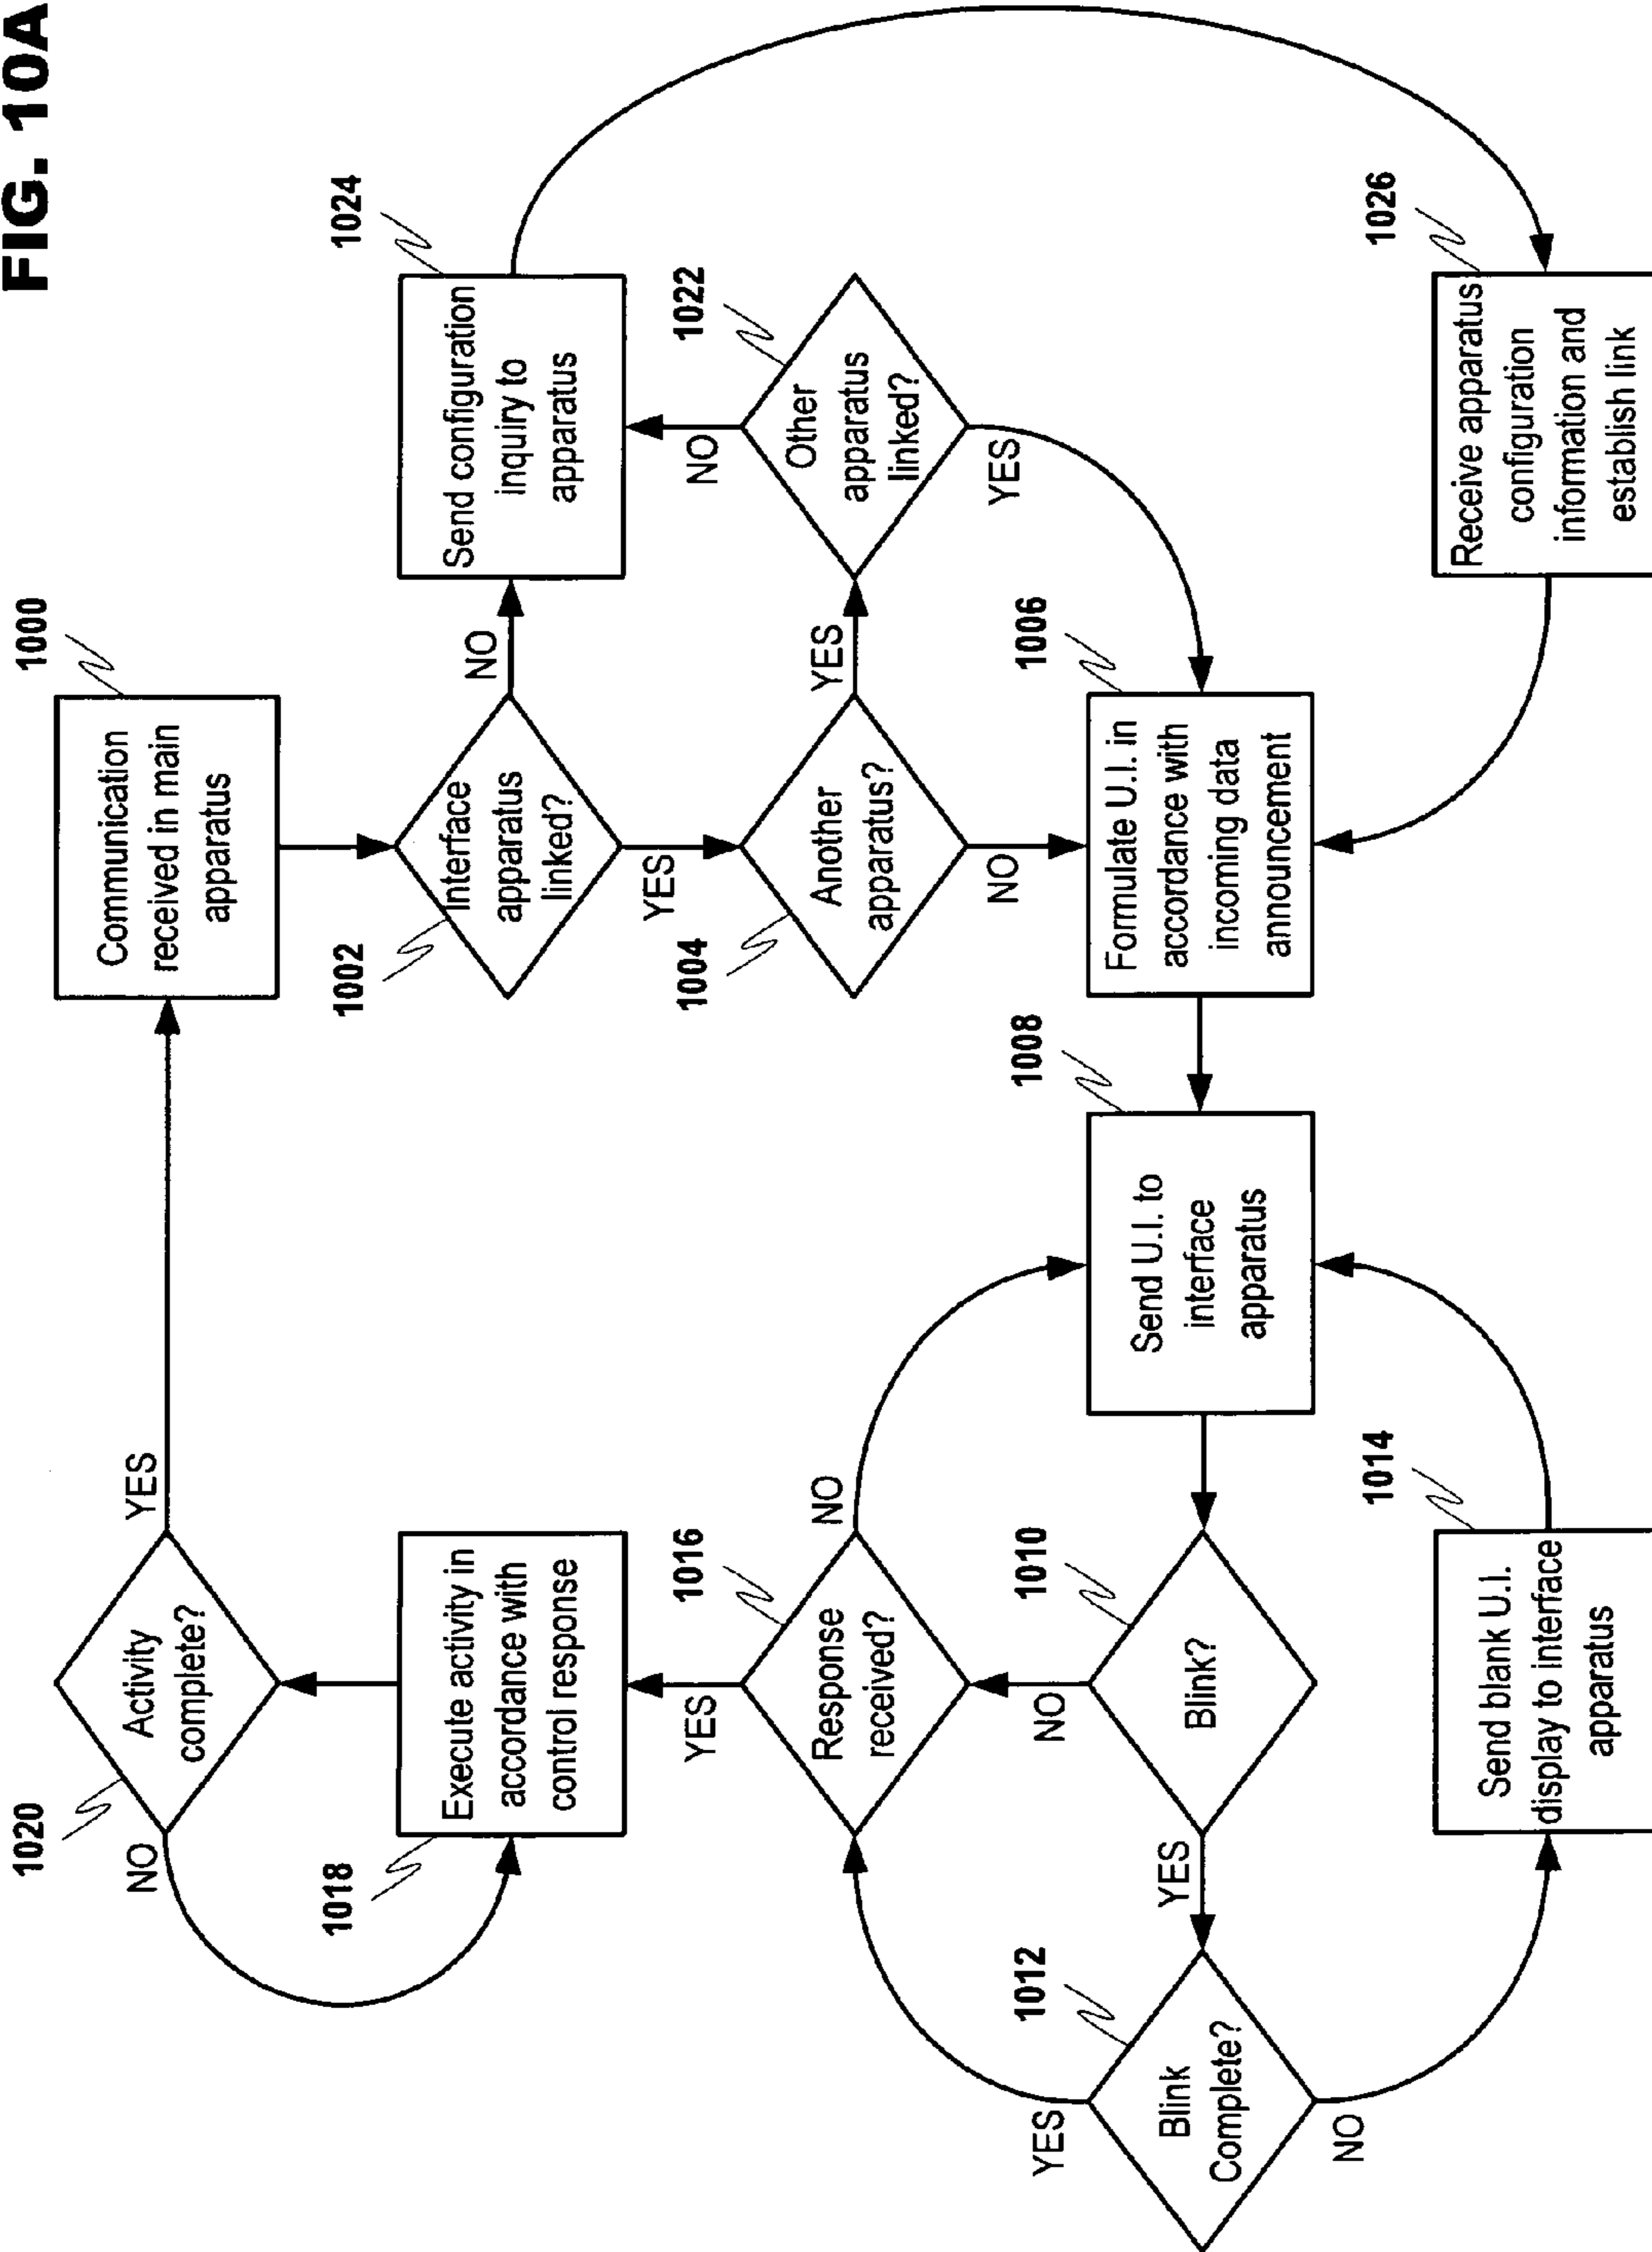 FIG. 10A
1000
Communication
received in main
apparatus
1002
Interface
apparatus
linked?
NO
YES
1024
Send configuration
inquiry to
apparatus
1004
Another
apparatus?
YES
NO
1022
Other
apparatus
linked?
NO
YES
1006
Formulate U.I. in
accordance with
incoming data
announcement
1026
Receive apparatus
configuration
information and
establish link
1008
Send U.I. to
interface
apparatus
1010
Blink?
NO
YES
1012
Blink
Complete?
YES
NO
1014
Send blank U.I.
display to interface
apparatus
1016
Response
received?
NO
YES
1018
Execute activity in
accordance with
control response
1020
Activity
complete?
YES
NO